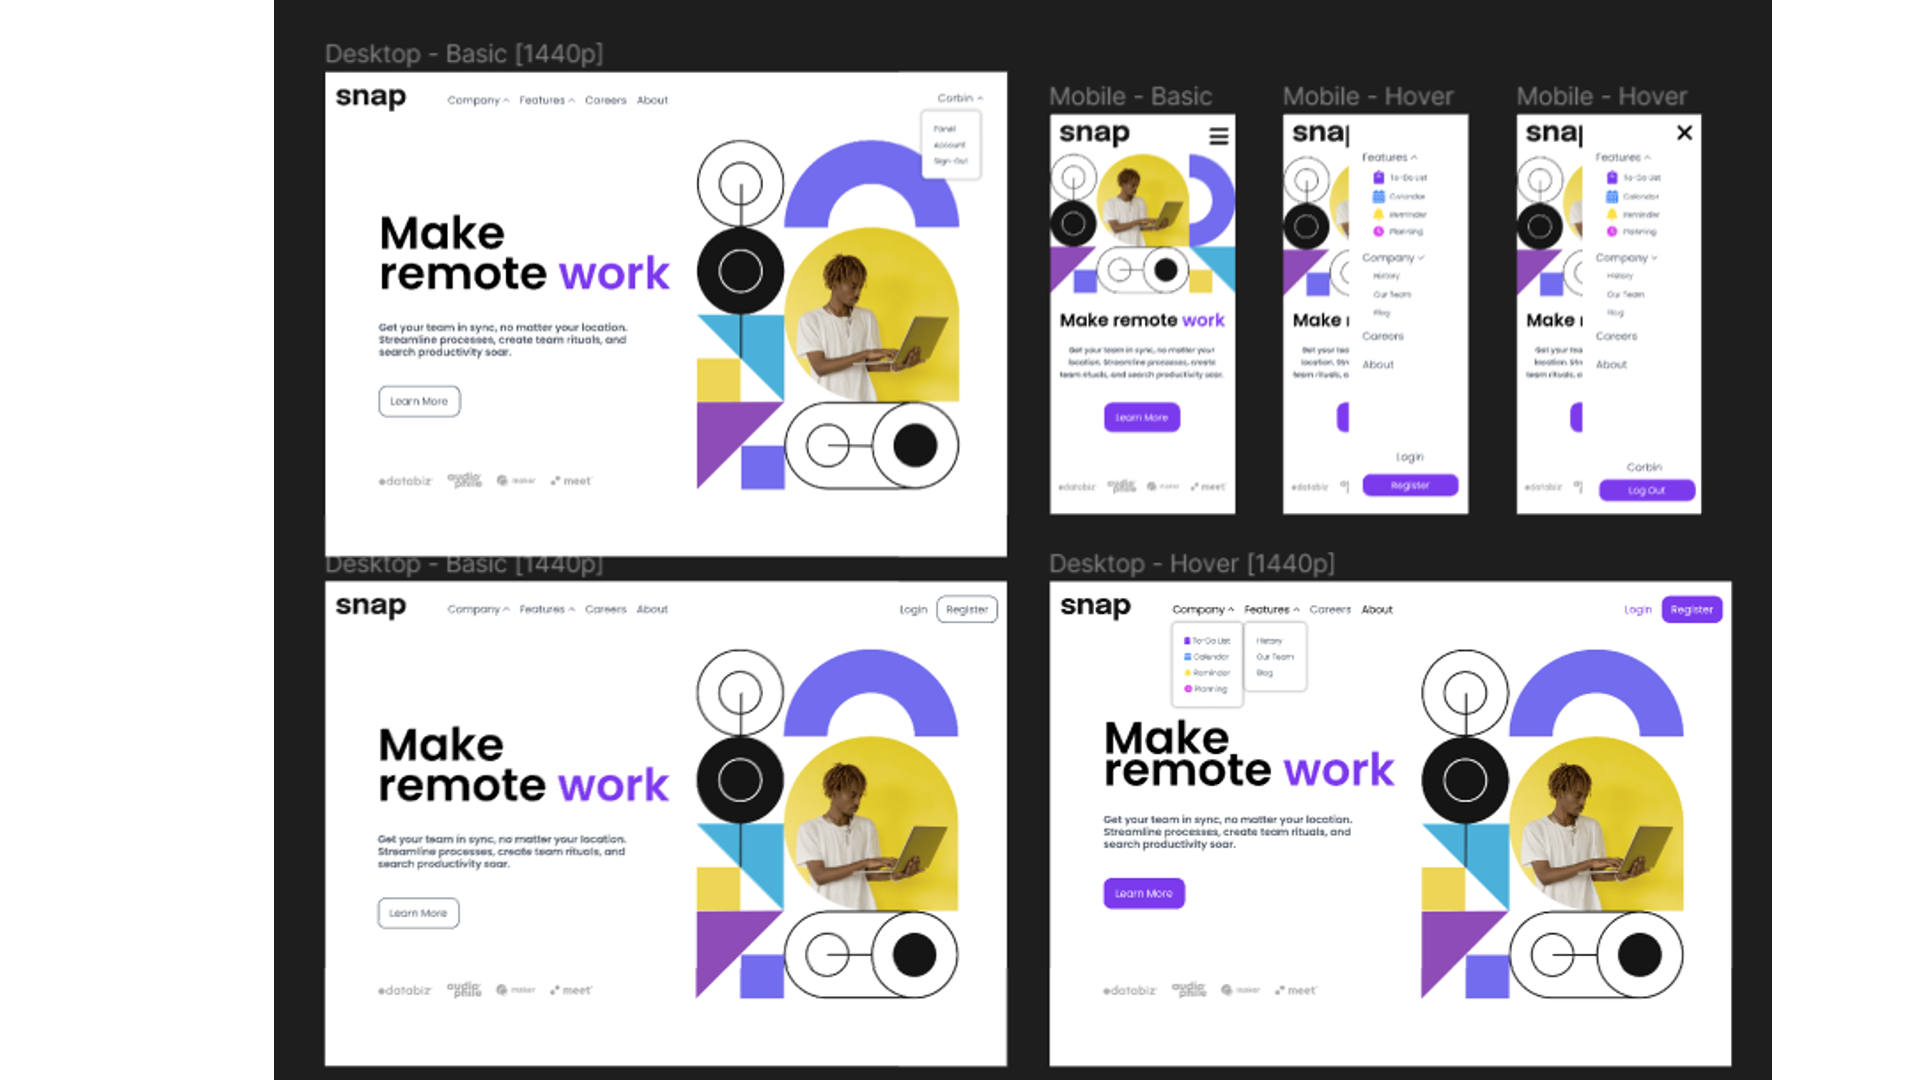 Desktop - Basic [1440p]
snap
Company Features Careers About
Corbin
Panel
Account
Sign-Out
Make
remote work
Get your team in sync, no matter your location.
Streamline processes, create team rituals, and
search productivity soar.
Learn More
databiz audiophile maker meet
Mobile - Basic
snap
Make remote work
Get your team in sync, no matter your
location. Streamline processes, create
team rituals, and search productivity soar.
Learn More
databiz audiophile maker meet
Mobile - Hover
snap
Features
To-Do List
Calendar
Reminder
Planning
Company
History
Our Team
Blog
Careers
About
Make
Get your tea
location. Str
team rituals, a
Login
Register
databiz
Mobile - Hover
snap
Features
To-Do List
Calendar
Reminder
Planning
Company
History
Our Team
Blog
Careers
About
Make
Get your tea
location. Str
team rituals, a
Corbin
Log Out
databiz
Desktop - Basic [1440p]
snap
Company Features Careers About
Login Register
Make
remote work
Get your team in sync, no matter your location.
Streamline processes, create team rituals, and
search productivity soar.
Learn More
databiz audiophile maker meet
Desktop - Hover [1440p]
snap
Company Features Careers About
Login Register
To-Do List
Calendar
Reminder
Planning
History
Our Team
Blog
Make
remote work
Get your team in sync, no matter your location.
Streamline processes, create team rituals, and
search productivity soar.
Learn More
databiz audiophile maker meet